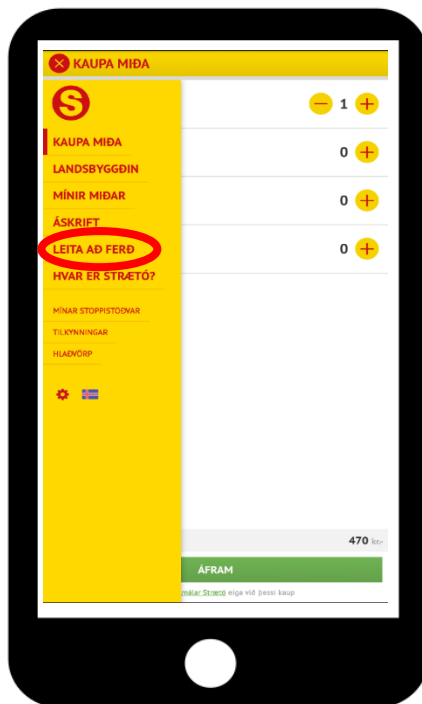 KAUPA MIÐA
S
1
KAUPA MIÐA
LANDSBYGGÐIN
0
MÍNIR MIÐAR
0
ÁSKRIFT
LEITA AÐ FERÐ
0
HVAR ER STRÆTÓ?
MÍNAR STOPPISTÖÐVAR
TILKYNNINGAR
HLAÐVÖRP
470 kr.-
ÁFRAM
málar Strætó eiga við þessi kaup